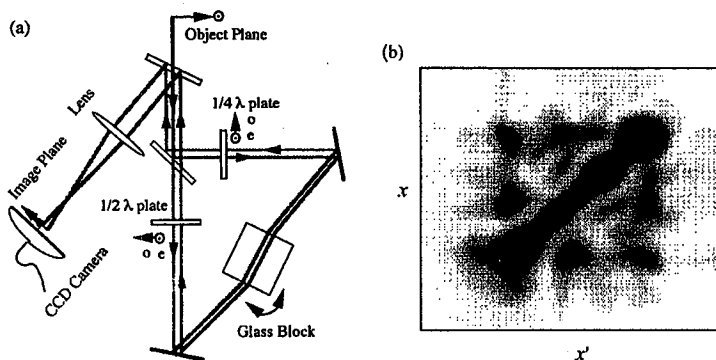 (a)
Object Plane
Lens
1/4 λ plate
o
e
Image Plane
1/2 λ plate
o e
CCD Camera
Glass Block
(b)
x
x'